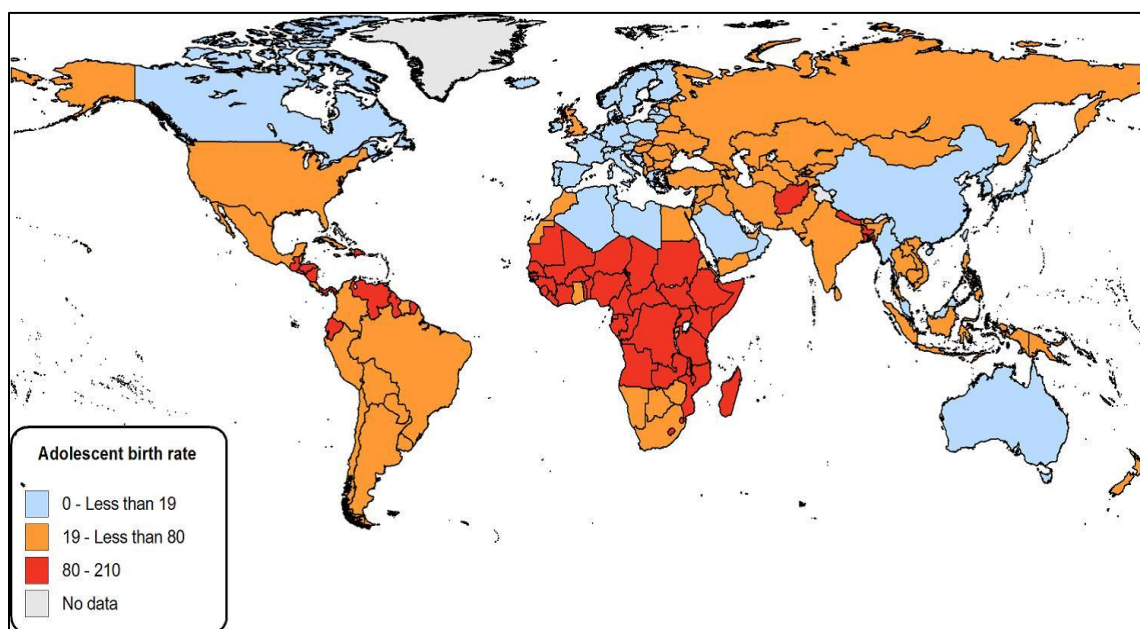 Adolescent birth rate
0 - Less than 19
19 - Less than 80
80 - 210
No data